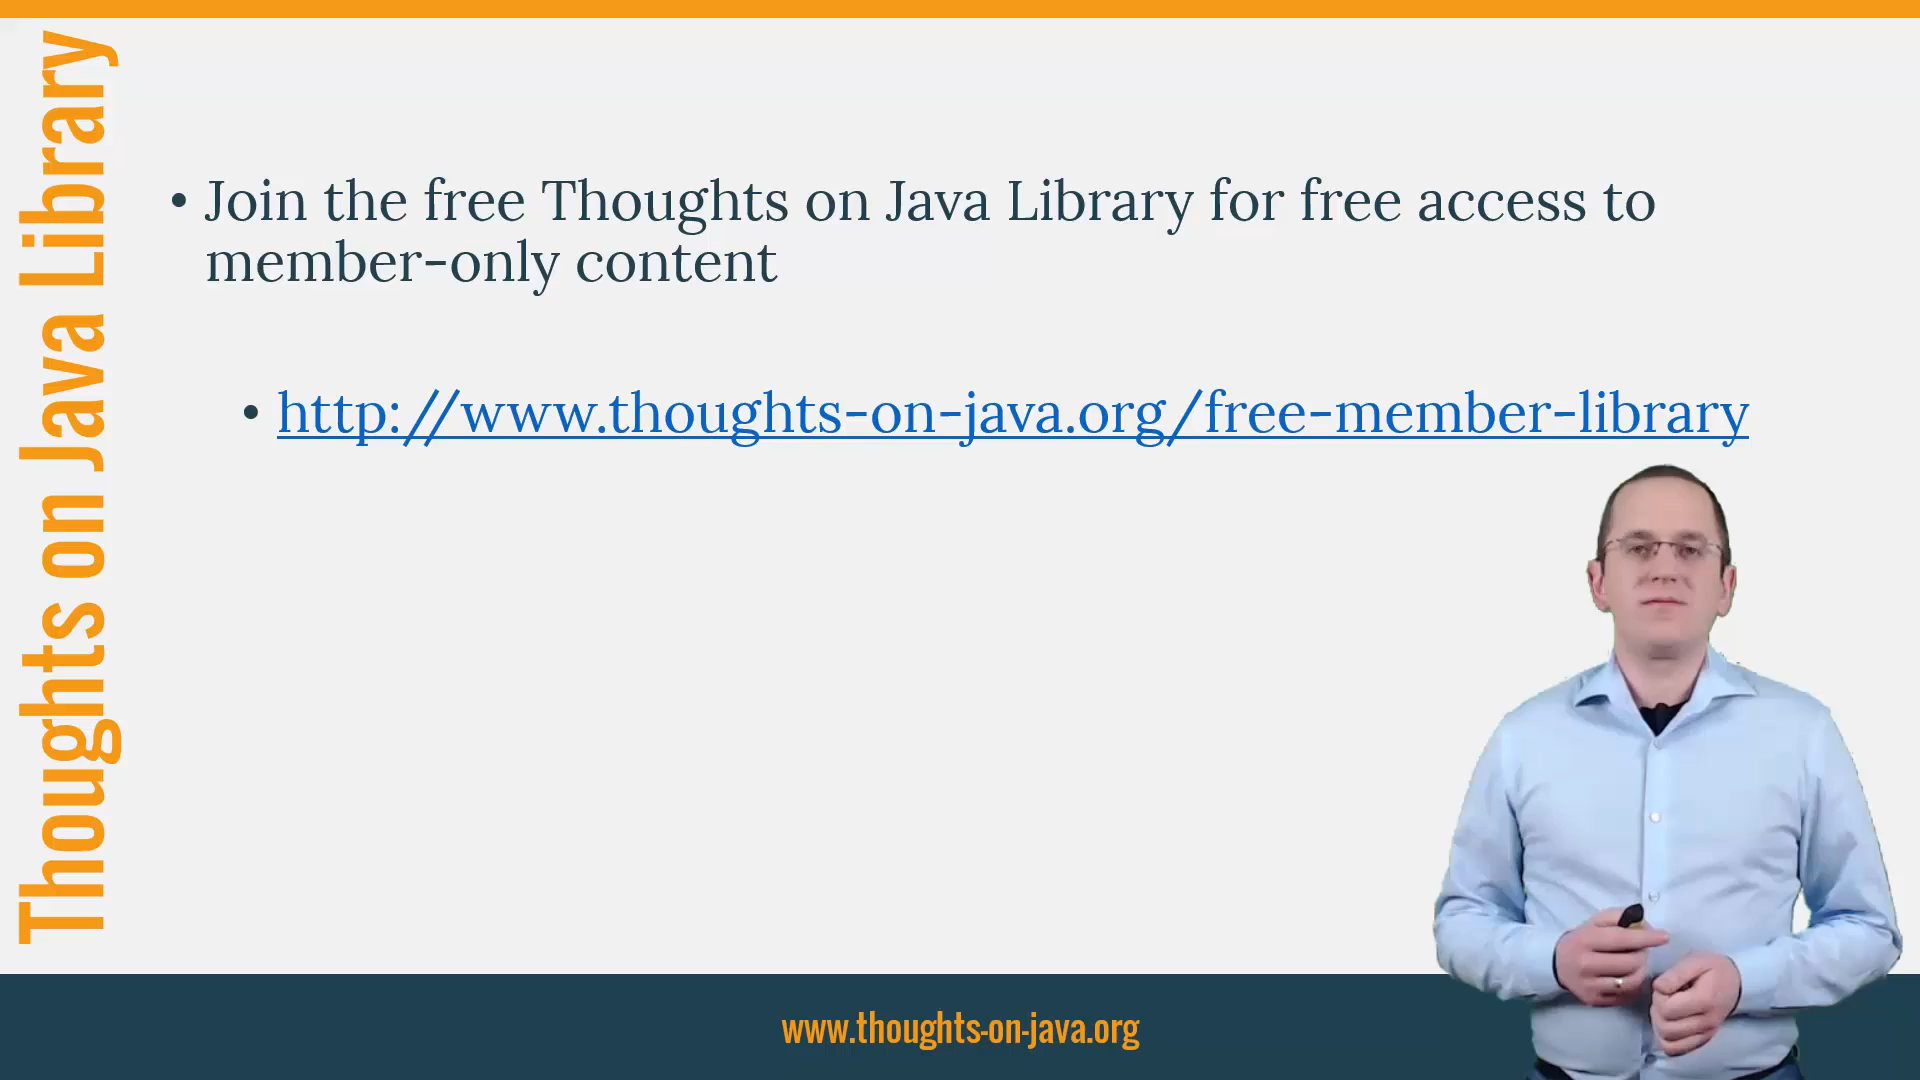 Thoughts on Java Library
• Join the free Thoughts on Java Library for free access to
member-only content
• http://www.thoughts-on-java.org/free-member-library
www.thoughts-on-java.org